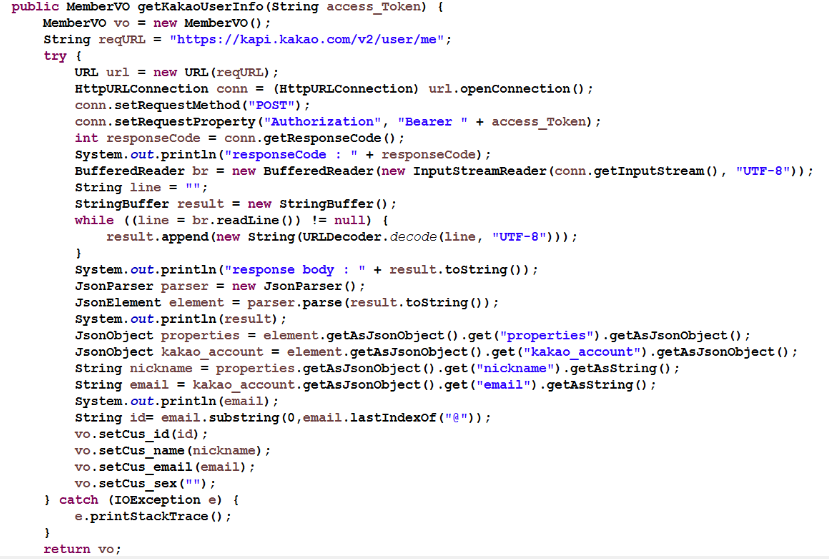 public MemberVO getKakaoUserInfo(String access_Token) {
    MemberVO vo = new MemberVO();
    String reqURL = "https://kapi.kakao.com/v2/user/me";
    try {
        URL url = new URL(reqURL);
        HttpURLConnection conn = (HttpURLConnection) url.openConnection();
        conn.setRequestMethod("POST");
        conn.setRequestProperty("Authorization", "Bearer " + access_Token);
        int responseCode = conn.getResponseCode();
        System.out.println("responseCode : " + responseCode);
        BufferedReader br = new BufferedReader(new InputStreamReader(conn.getInputStream(), "UTF-8"));
        String line = "";
        StringBuffer result = new StringBuffer();
        while ((line = br.readLine()) != null) {
            result.append(new String(URLDecoder.decode(line, "UTF-8")));
        }
        System.out.println("response body : " + result.toString());
        JsonParser parser = new JsonParser();
        JsonElement element = parser.parse(result.toString());
        System.out.println(result);
        JsonObject properties = element.getAsJsonObject().get("properties").getAsJsonObject();
        JsonObject kakao_account = element.getAsJsonObject().get("kakao_account").getAsJsonObject();
        String nickname = properties.getAsJsonObject().get("nickname").getAsString();
        String email = kakao_account.getAsJsonObject().get("email").getAsString();
        System.out.println(email);
        String id= email.substring(0,email.lastIndexOf("@"));
        vo.setCus_id(id);
        vo.setCus_name(nickname);
        vo.setCus_email(email);
        vo.setCus_sex("");
    } catch (IOException e) {
        e.printStackTrace();
    }
    return vo;